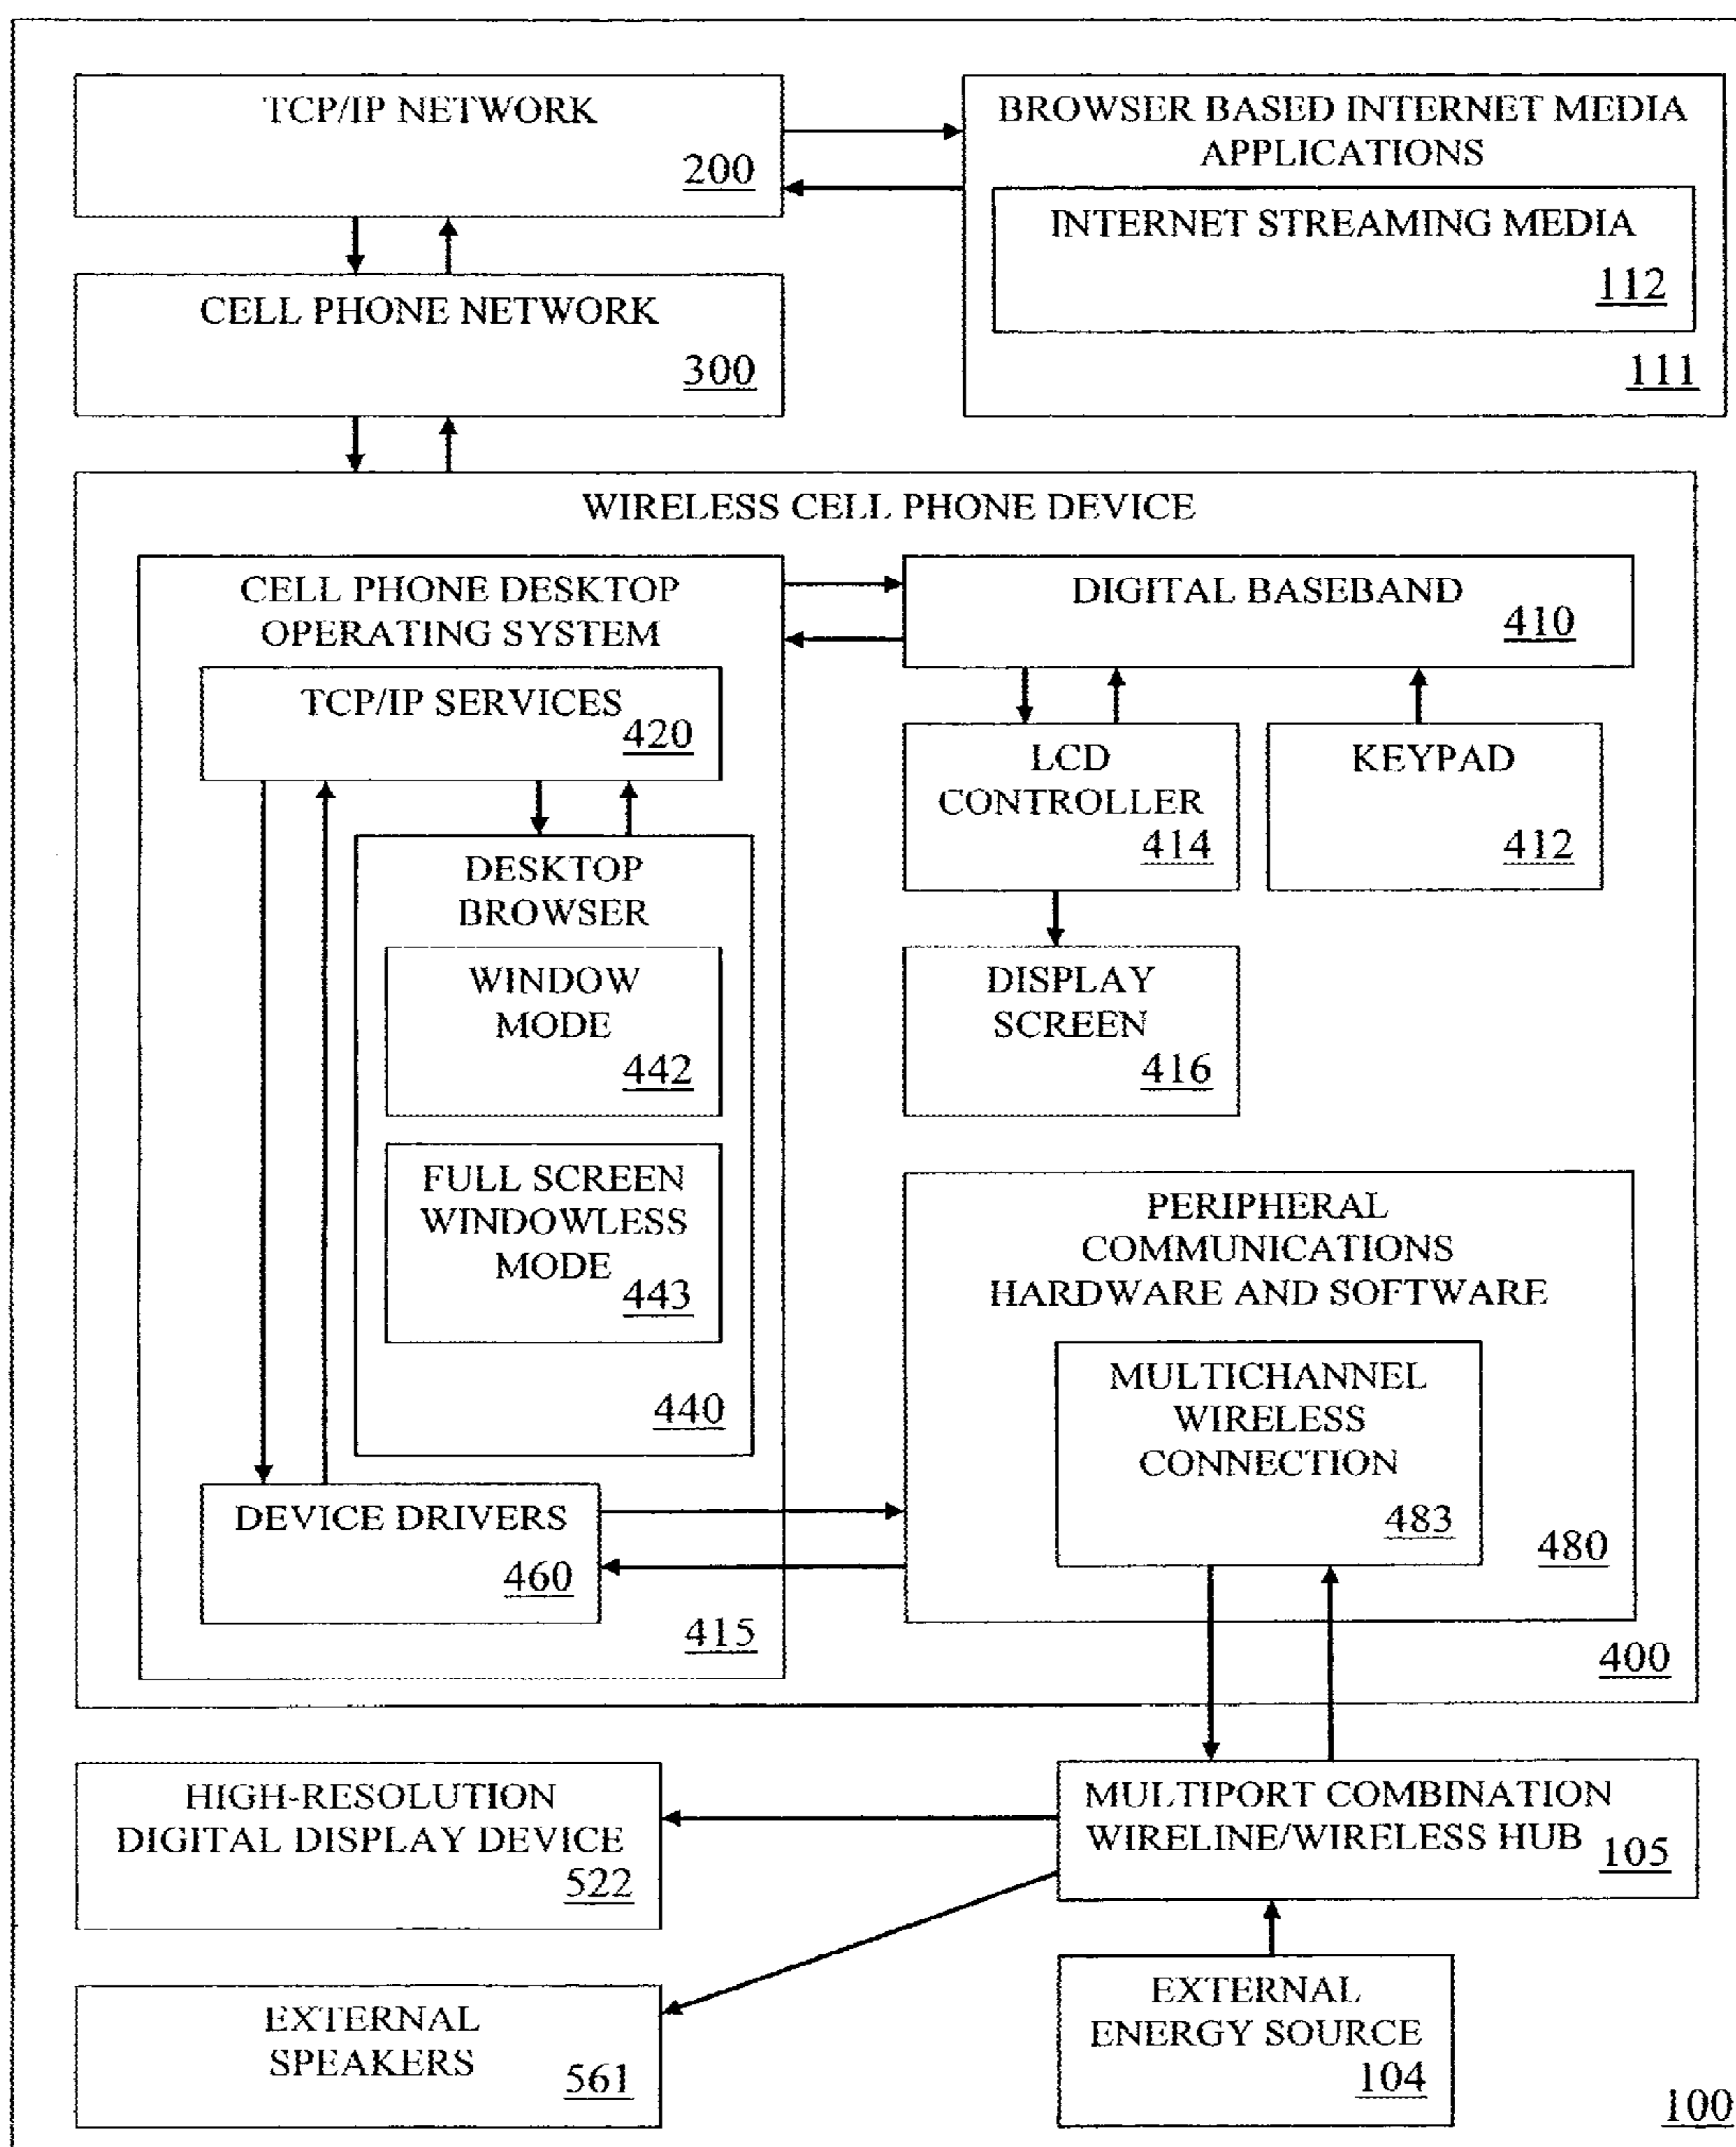 TCP/IP NETWORK
200
BROWSER BASED INTERNET MEDIA
APPLICATIONS
INTERNET STREAMING MEDIA
112
111
CELL PHONE NETWORK
300
WIRELESS CELL PHONE DEVICE
CELL PHONE DESKTOP
OPERATING SYSTEM
TCP/IP SERVICES
420
DESKTOP
BROWSER
WINDOW
MODE
442
FULL SCREEN
WINDOWLESS
MODE
443
440
DEVICE DRIVERS
460
415
DIGITAL BASEBAND
410
LCD
CONTROLLER
414
KEYPAD
412
DISPLAY
SCREEN
416
PERIPHERAL
COMMUNICATIONS
HARDWARE AND SOFTWARE
MULTICHANNEL
WIRELESS
CONNECTION
483
480
400
HIGH-RESOLUTION
DIGITAL DISPLAY DEVICE
522
MULTIPORT COMBINATION
WIRELINE/WIRELESS HUB
105
EXTERNAL
SPEAKERS
561
EXTERNAL
ENERGY SOURCE
104
100